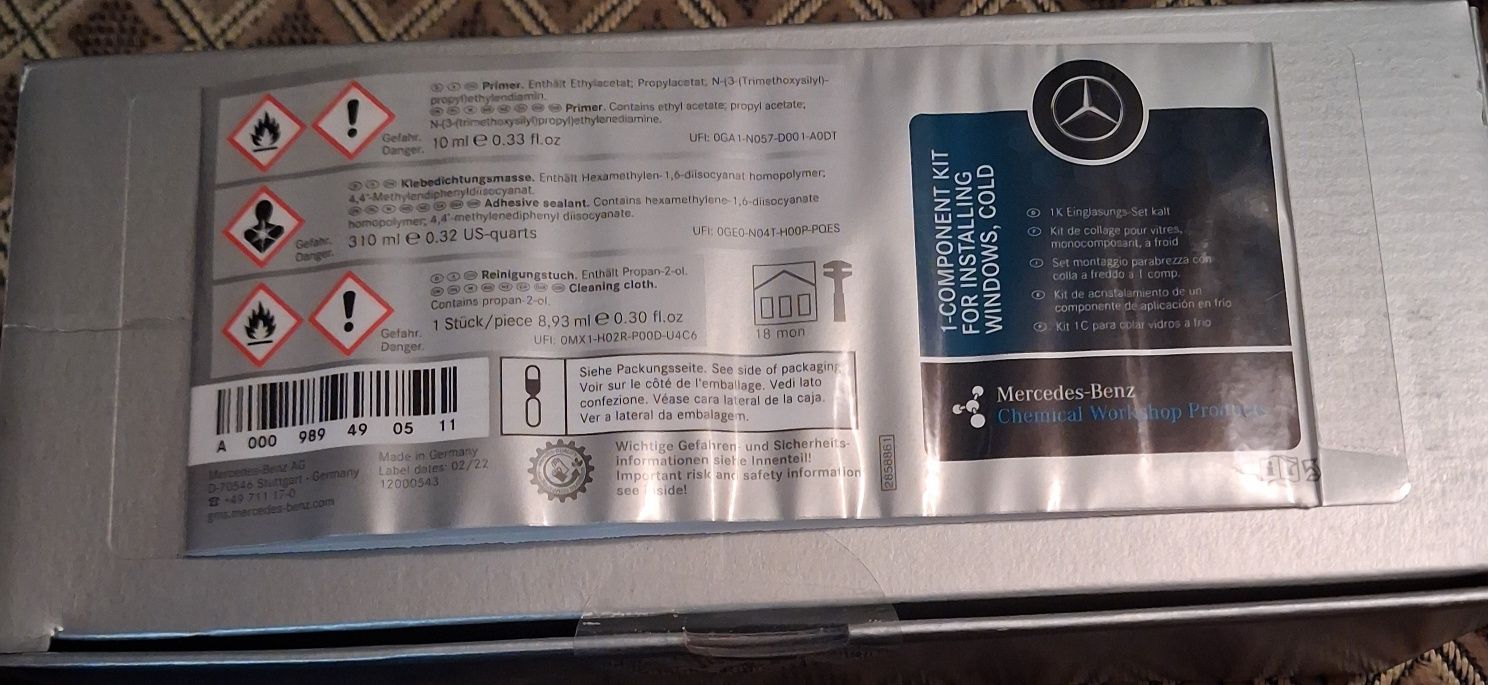 Primer. Enthält Ethylacetat; Propylacetat; N-(3-(Trimethoxysilyl)-
propyl)ethylendiamin.
Primer. Contains ethyl acetate; propyl acetate;
N-(3-(trimethoxysilyl)propyl)ethylenediamine.
Gefahr.
Danger.
10 ml e 0.33 fl.oz
UFI: 0GA1-N057-D001-A0DT
Klebedichtungsmasse. Enthält Hexamethylen-1,6-diisocyanat homopolymer;
4,4'-Methylendiphenyldiisocyanat.
Adhesive sealant. Contains hexamethylene-1,6-diisocyanate
homopolymer; 4,4'-methylenediphenyl diisocyanate.
Gefahr.
Danger.
310 ml e 0.32 US-quarts
UFI: 0GE0-N04T-H00P-PQES
Reinigungstuch. Enthält Propan-2-ol.
Cleaning cloth.
Contains propan-2-ol.
Gefahr.
Danger.
1 Stück/piece 8,93 ml e 0.30 fl.oz
UFI: 0MX1-H02R-P00D-U4C6
18 mon
A 000 989 49 05 11
Siehe Packungsseite. See side of packaging
Voir sur le côté de l'emballage. Vedi lato
confezione. Véase cara lateral de la caja.
Ver a lateral da embalagem.
Mercedes-Benz AG
D-70546 Stuttgart · Germany
☎ +49 711 17-0
gms.mercedes-benz.com
Made in Germany
Label dates: 02/22
12000543
Wichtige Gefahren- und Sicherheits-
informationen siehe Innenteil!
Important risk and safety information
see inside!
2858861
1-COMPONENT KIT
FOR INSTALLING
WINDOWS, COLD
D 1K Einglasungs-Set kalt
F Kit de collage pour vitres,
monocomposant, à froid
I Set montaggio parabrezza con
colla a freddo a 1 comp.
E Kit de acristalamiento de un
componente de aplicación en frío
P Kit 1C para colar vidros a frio
Mercedes-Benz
Chemical Workshop Products